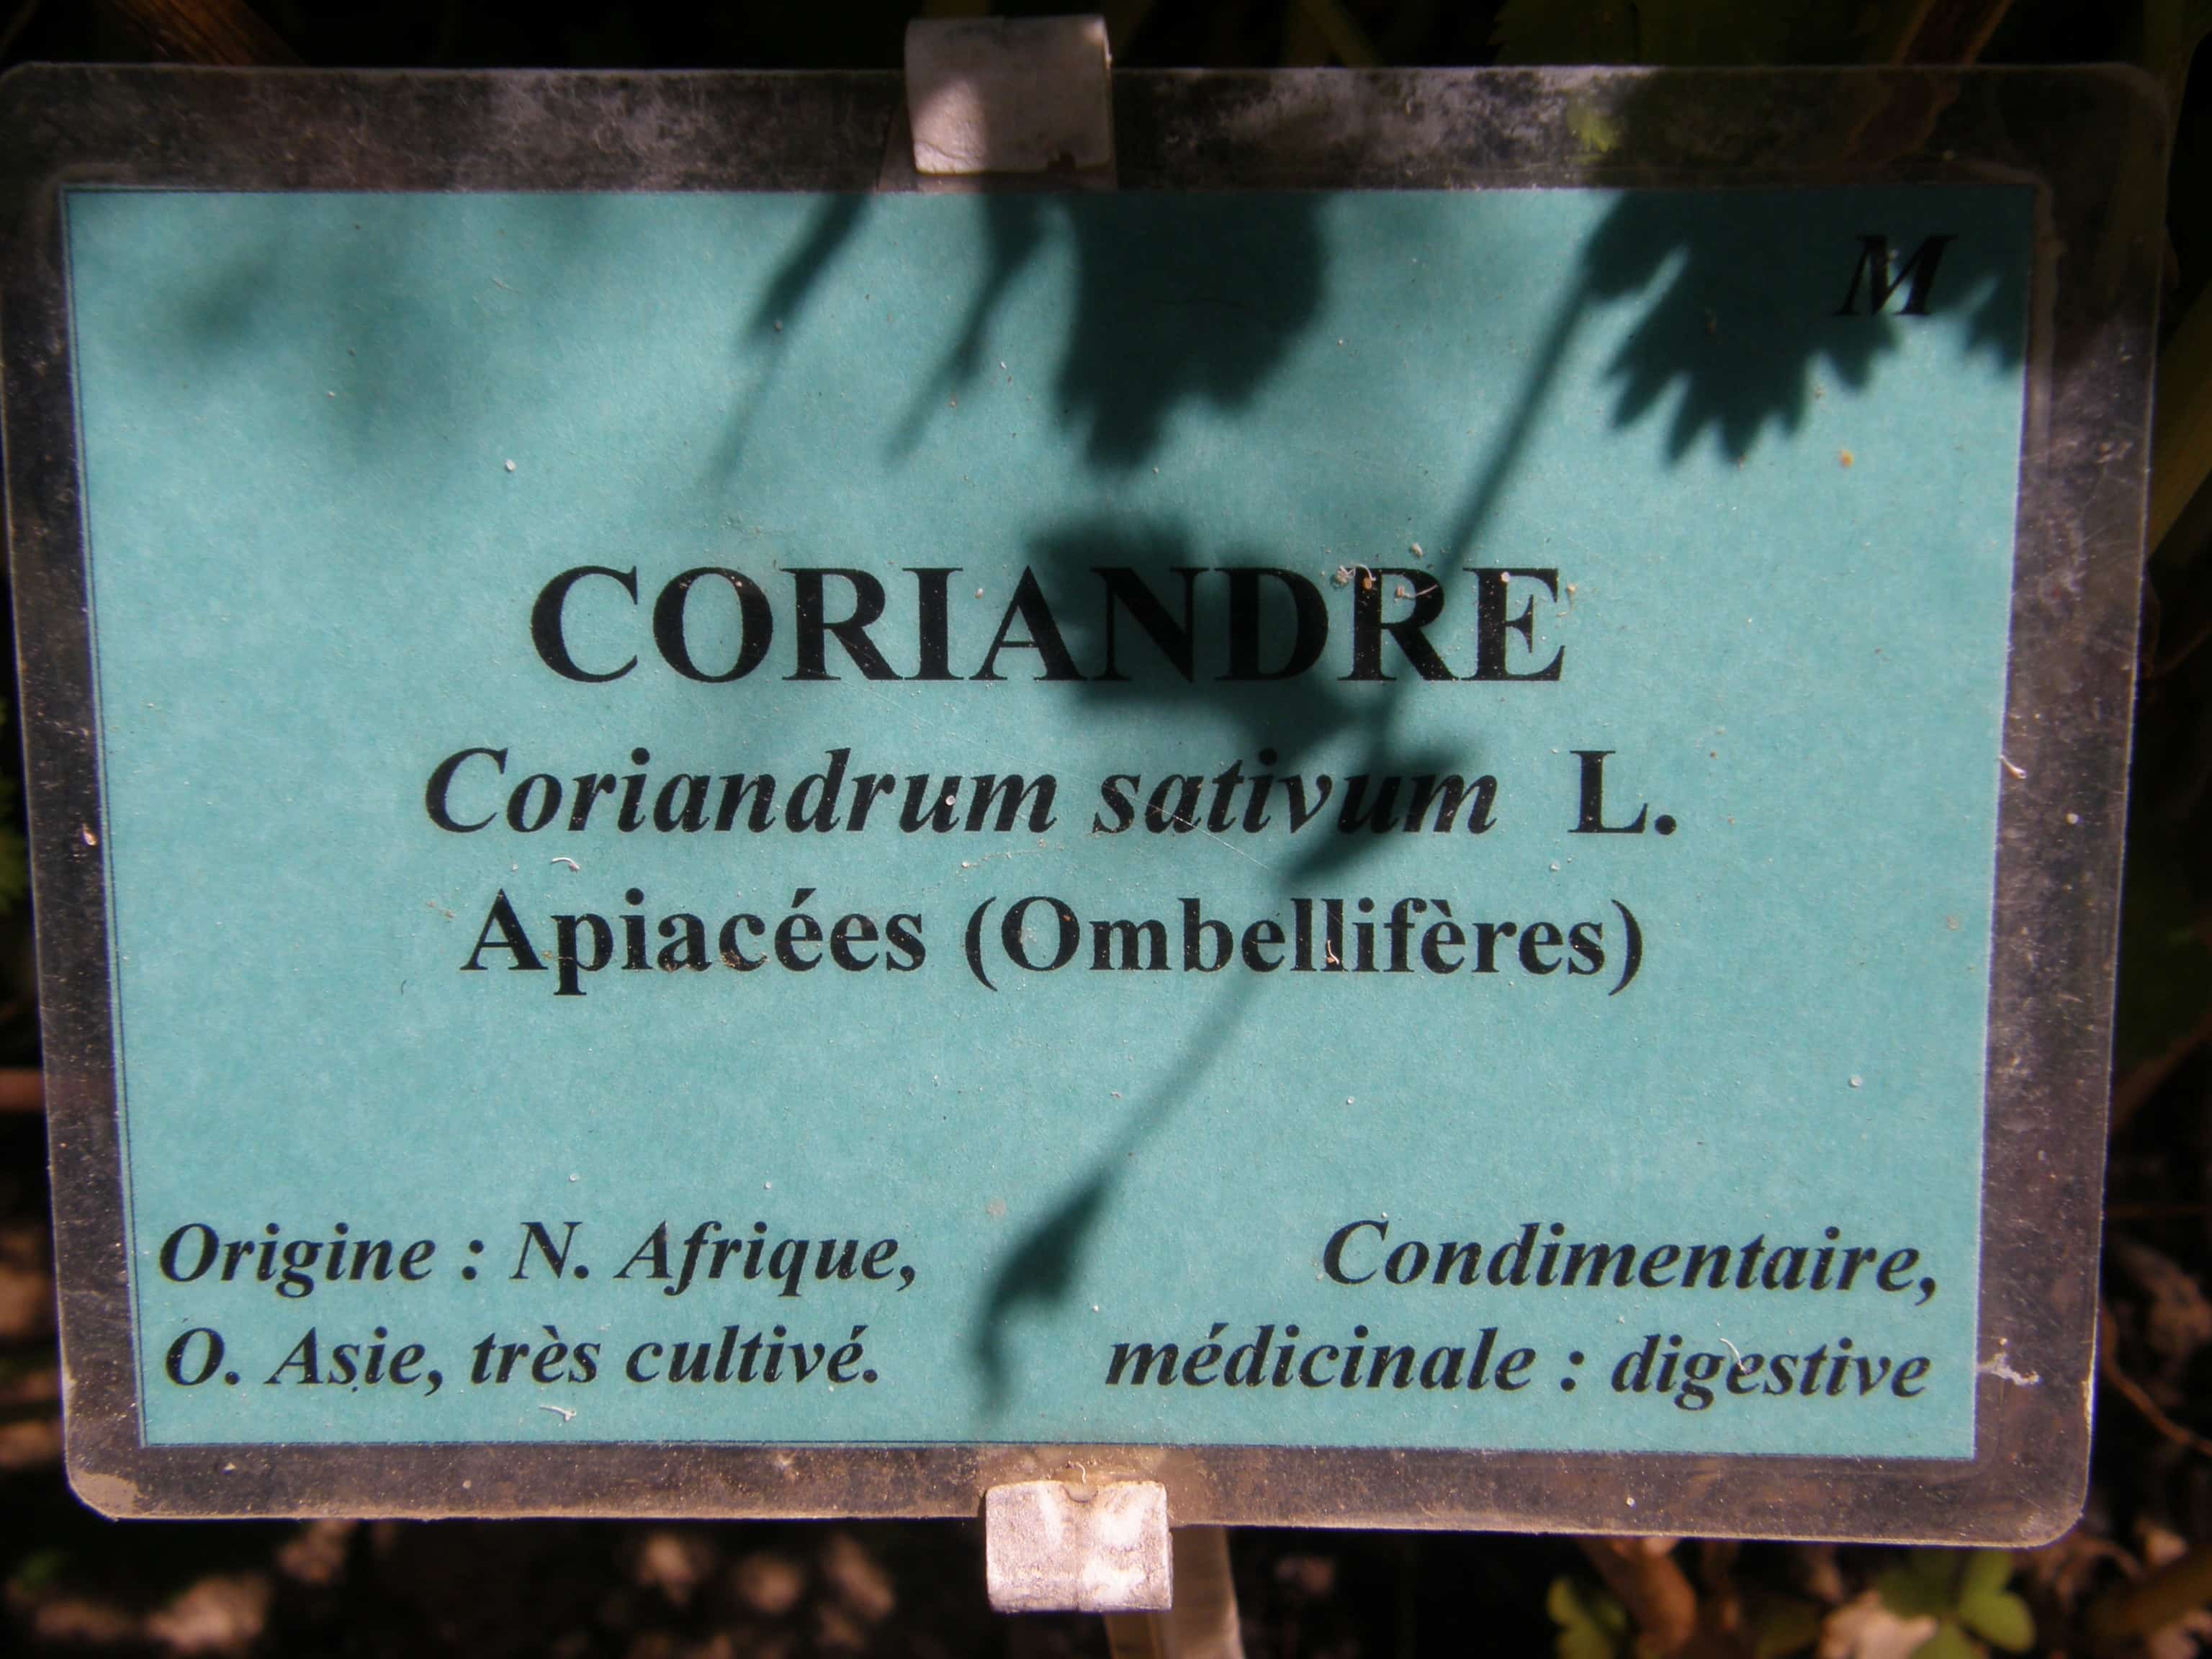 M
CORIANDRE
Coriandrum sativum L.
Apiacées (Ombellifères)
Origine : N. Afrique,
O. Asie, très cultivé.
Condimentaire,
médicinale : digestive